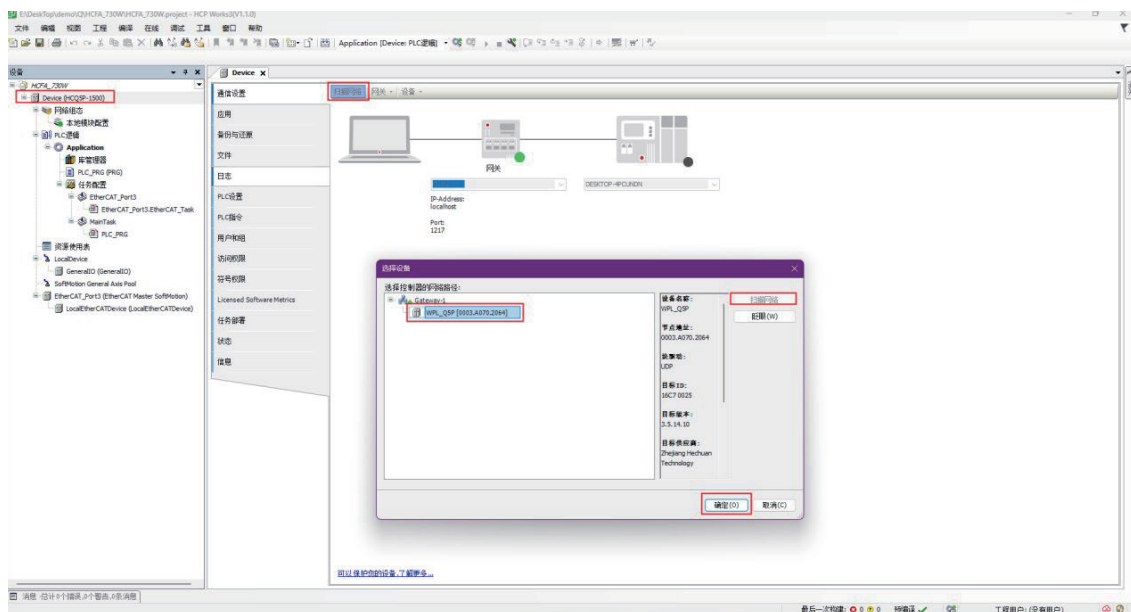 E:\DeskTop\demo\Q\HCFA_730W\HCFA_730W.project - HCP Works3(V1.1.0)
文件 编辑 视图 工程 编译 在线 调试 工具 窗口 帮助
Application [Device: PLC逻辑]
设备
Device
HCFA_730W
Device (HCQ5P-1500)
网络组态
本地模块配置
PLC逻辑
Application
库管理器
PLC_PRG (PRG)
任务配置
EtherCAT_Port3
EtherCAT_Port3.EtherCAT_Task
MainTask
PLC_PRG
资源使用表
LocalDevice
GeneralIO (GeneralIO)
SoftMotion General Axis Pool
EtherCAT_Port3 (EtherCAT Master SoftMotion)
LocalEtherCATDevice (LocalEtherCATDevice)
通信设置
应用
备份与还原
文件
日志
PLC设置
PLC指令
用户和组
访问权限
符号权限
Licensed Software Metrics
任务部署
状态
信息
扫描网络 网关 设备
网关
DESKTOP-4PCLNDN
IP-Address:
localhost
Port:
1217
选择设备
选择控制器的网络路径:
Gateway-1
WPL_Q5P [0003.A070.2064]
设备名称:
WPL_Q5P
节点地址:
0003.A070.2064
块驱动:
UDP
目标ID:
16C7 0025
目标版本:
3.5.14.10
目标供应商:
Zhejiang Hechuan
Technology
扫描网络
眨眼(W)
确定(O) 取消(C)
可以保护你的设备.了解更多...
消息 -总计0个错误,0个警告,0条消息
最后一次构建: 0 0 预编译 工程用户: (没有用户)